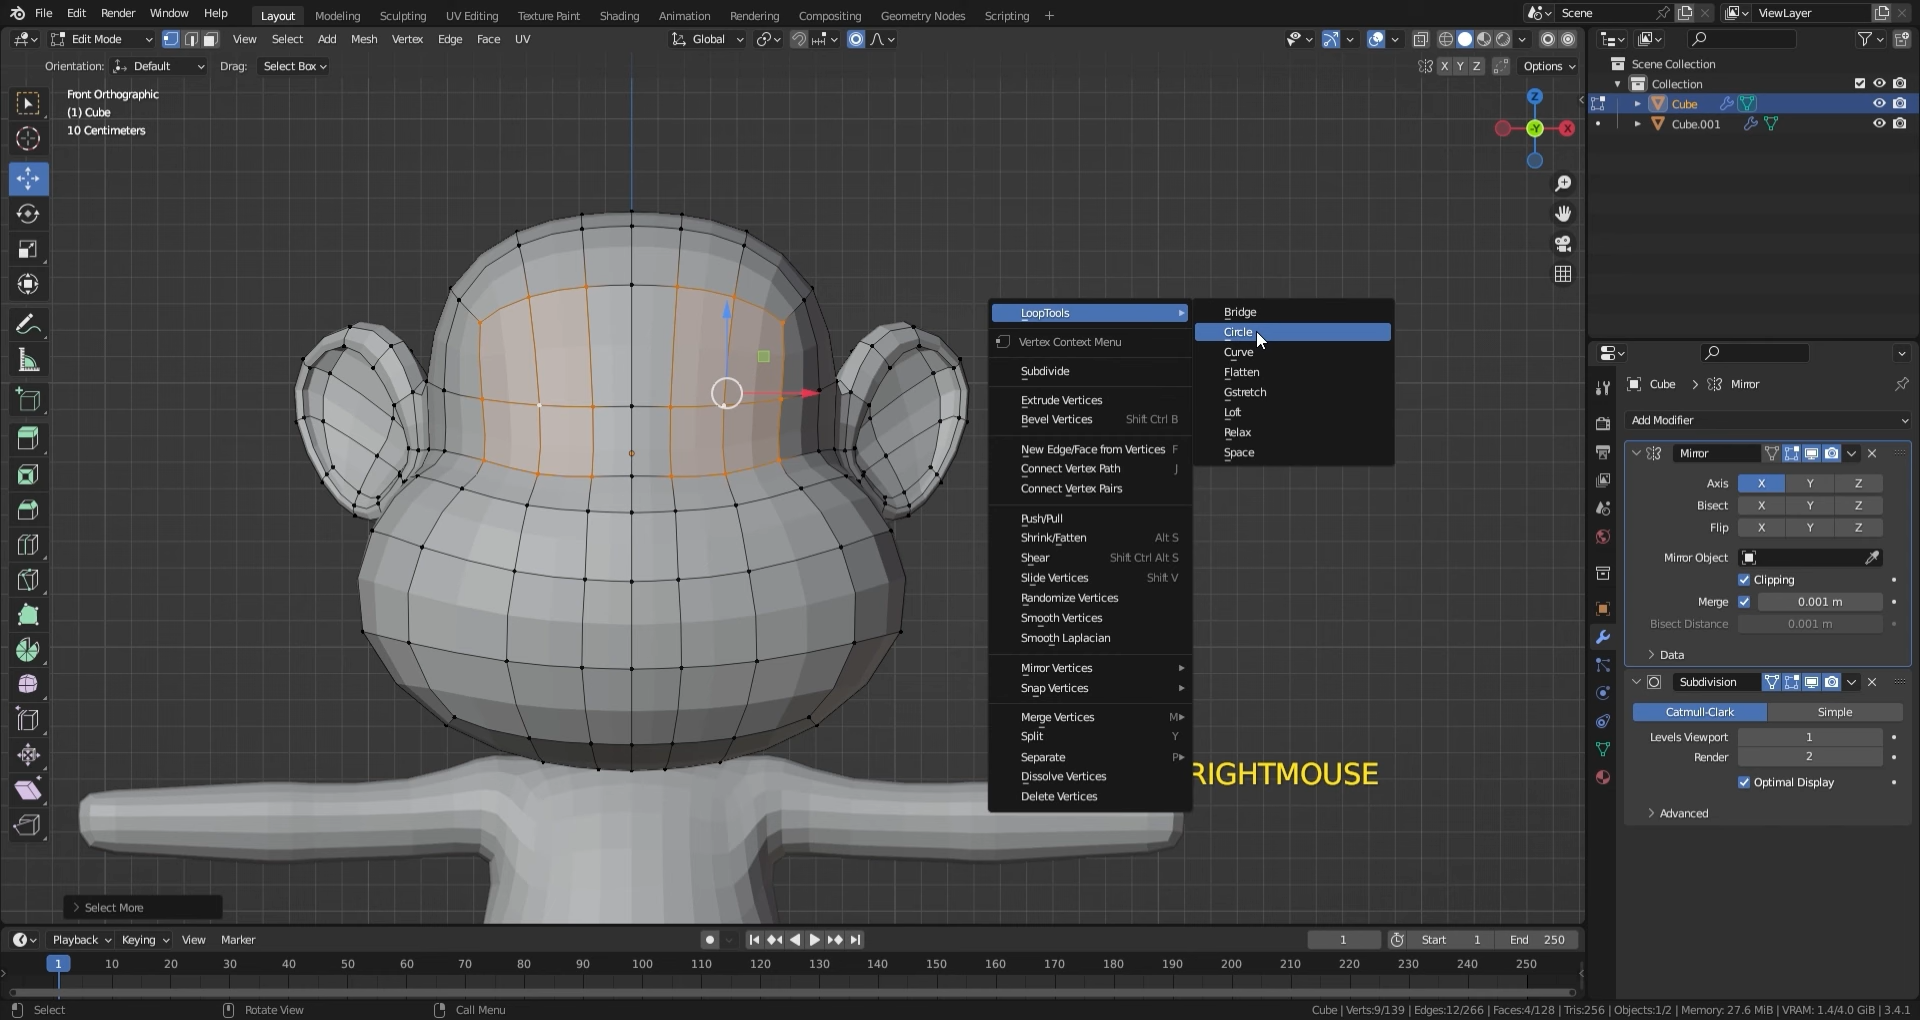 File Edit Render Window Help Layout Modeling Sculpting UV Editing Texture Paint Shading Animation Rendering Compositing Geometry Nodes Scripting + Scene ViewLayer
Edit Mode View Select Add Mesh Vertex Edge Face UV Global
Orientation: Default Drag: Select Box X Y Z Options
Front Orthographic
(1) Cube
10 Centimeters
Z
-Y X
Scene Collection
Collection
Cube
Cube.001
LoopTools
Vertex Context Menu
Subdivide
Extrude Vertices
Bevel Vertices Shift Ctrl B
New Edge/Face from Vertices F
Connect Vertex Path J
Connect Vertex Pairs
Push/Pull
Shrink/Fatten Alt S
Shear Shift Ctrl Alt S
Slide Vertices Shift V
Randomize Vertices
Smooth Vertices
Smooth Laplacian
Mirror Vertices
Snap Vertices
Merge Vertices M
Split Y
Separate P
Dissolve Vertices
Delete Vertices
Bridge
Circle
Curve
Flatten
Gstretch
Loft
Relax
Space
RIGHTMOUSE
Cube > Mirror
Add Modifier
Mirror
Axis X Y Z
Bisect X Y Z
Flip X Y Z
Mirror Object
Clipping
Merge 0.001 m
Bisect Distance 0.001 m
Data
Subdivision
Catmull-Clark Simple
Levels Viewport 1
Render 2
Optimal Display
Advanced
Select More
Playback Keying View Marker 1 Start 1 End 250
1 10 20 30 40 50 60 70 80 90 100 110 120 130 140 150 160 170 180 190 200 210 220 230 240 250
Select Rotate View Call Menu Cube | Verts:9/139 | Edges:12/266 | Faces:4/128 | Tris:256 | Objects:1/2 | Memory: 27.6 MiB | VRAM: 1.4/4.0 GiB | 3.4.1